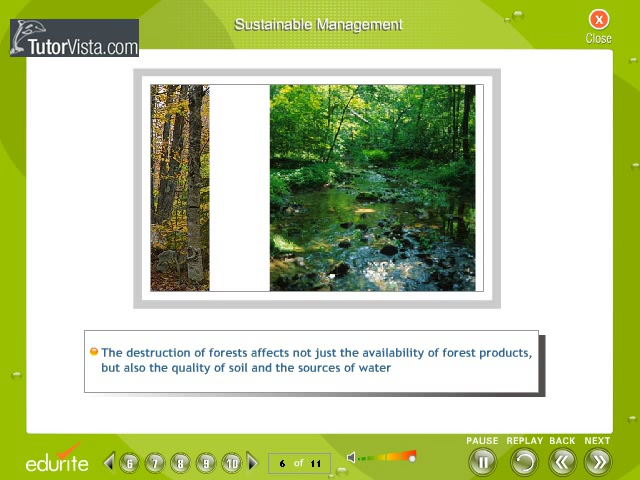 Sustainable Management
X
Close
TutorVista.com
The destruction of forests affects not just the availability of forest products,
but also the quality of soil and the sources of water
PAUSE REPLAY BACK NEXT
edurite
6 7 8 9 10
6 of 11